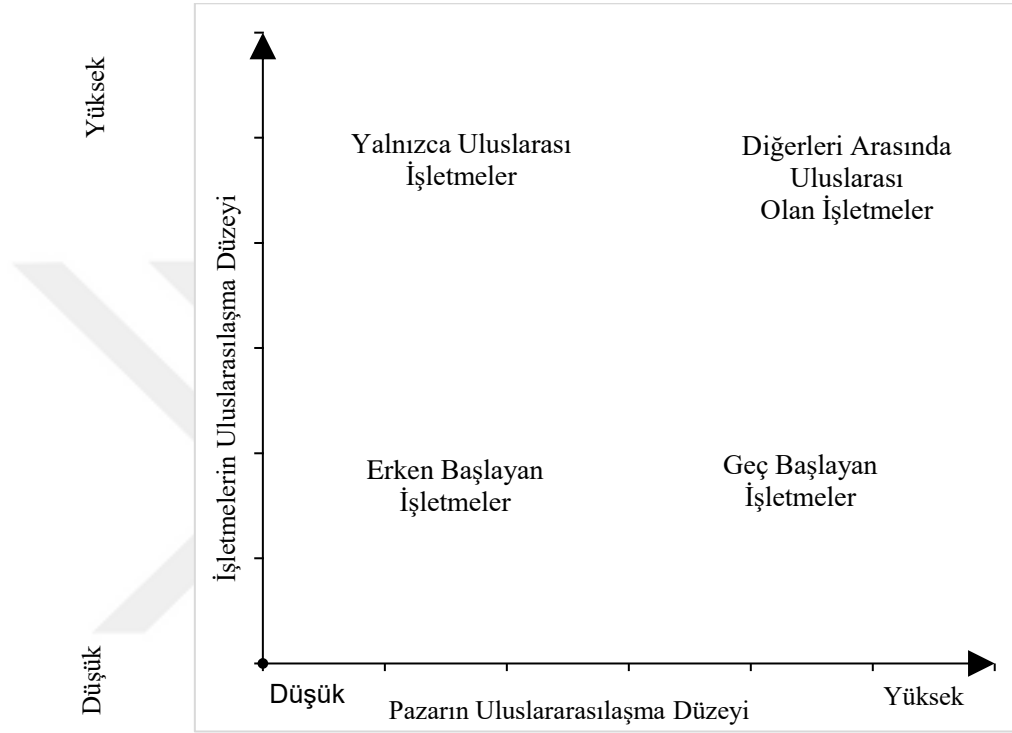 Yüksek
Yalnızca Uluslarası
İşletmeler
Diğerleri Arasında
Uluslarası
Olan İşletmeler
İşletmelerin Uluslarasılaşma Düzeyi
Erken Başlayan
İşletmeler
Geç Başlayan
İşletmeler
Düşük
Düşük
Pazarın Uluslararasılaşma Düzeyi
Yüksek